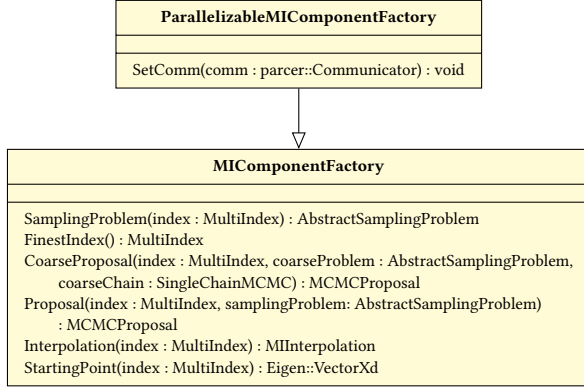 ParallelizableMIComponentFactory
SetComm(comm : parcer::Communicator) : void
MIComponentFactory
SamplingProblem(index : MultiIndex) : AbstractSamplingProblem
FinestIndex() : MultiIndex
CoarseProposal(index : MultiIndex, coarseProblem : AbstractSamplingProblem,
coarseChain : SingleChainMCMC) : MCMCProposal
Proposal(index : MultiIndex, samplingProblem: AbstractSamplingProblem)
: MCMCProposal
Interpolation(index : MultiIndex) : MIInterpolation
StartingPoint(index : MultiIndex) : Eigen::VectorXd